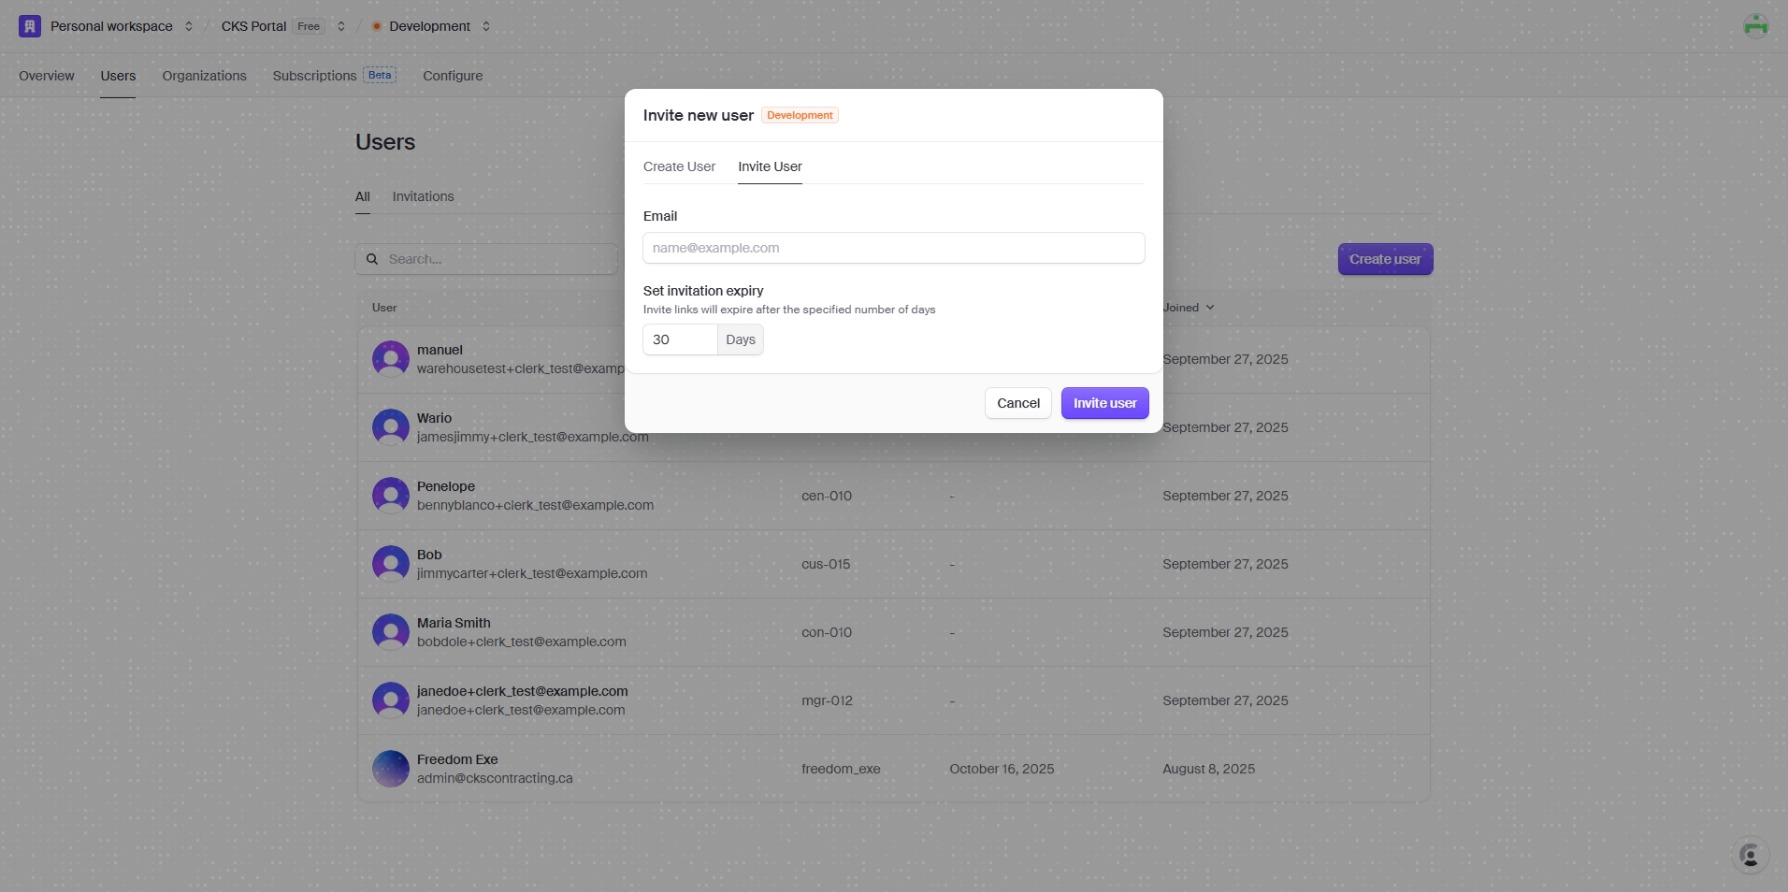 Personal workspace / CKS Portal Free / Development
Overview Users Organizations Subscriptions Beta Configure
Users
All Invitations
Search...
Create user
User
Joined
manuel
warehousetest+clerk_test@examp
September 27, 2025
Wario
jamesjimmy+clerk_test@example.com
September 27, 2025
Penelope
bennyblanco+clerk_test@example.com
cen-010 - September 27, 2025
Bob
jimmycarter+clerk_test@example.com
cus-015 - September 27, 2025
Maria Smith
bobdole+clerk_test@example.com
con-010 - September 27, 2025
janedoe+clerk_test@example.com
janedoe+clerk_test@example.com
mgr-012 - September 27, 2025
Freedom Exe
admin@ckscontracting.ca
freedom_exe October 16, 2025 August 8, 2025
Invite new user Development
Create User Invite User
Email
name@example.com
Set invitation expiry
Invite links will expire after the specified number of days
30 Days
Cancel Invite user